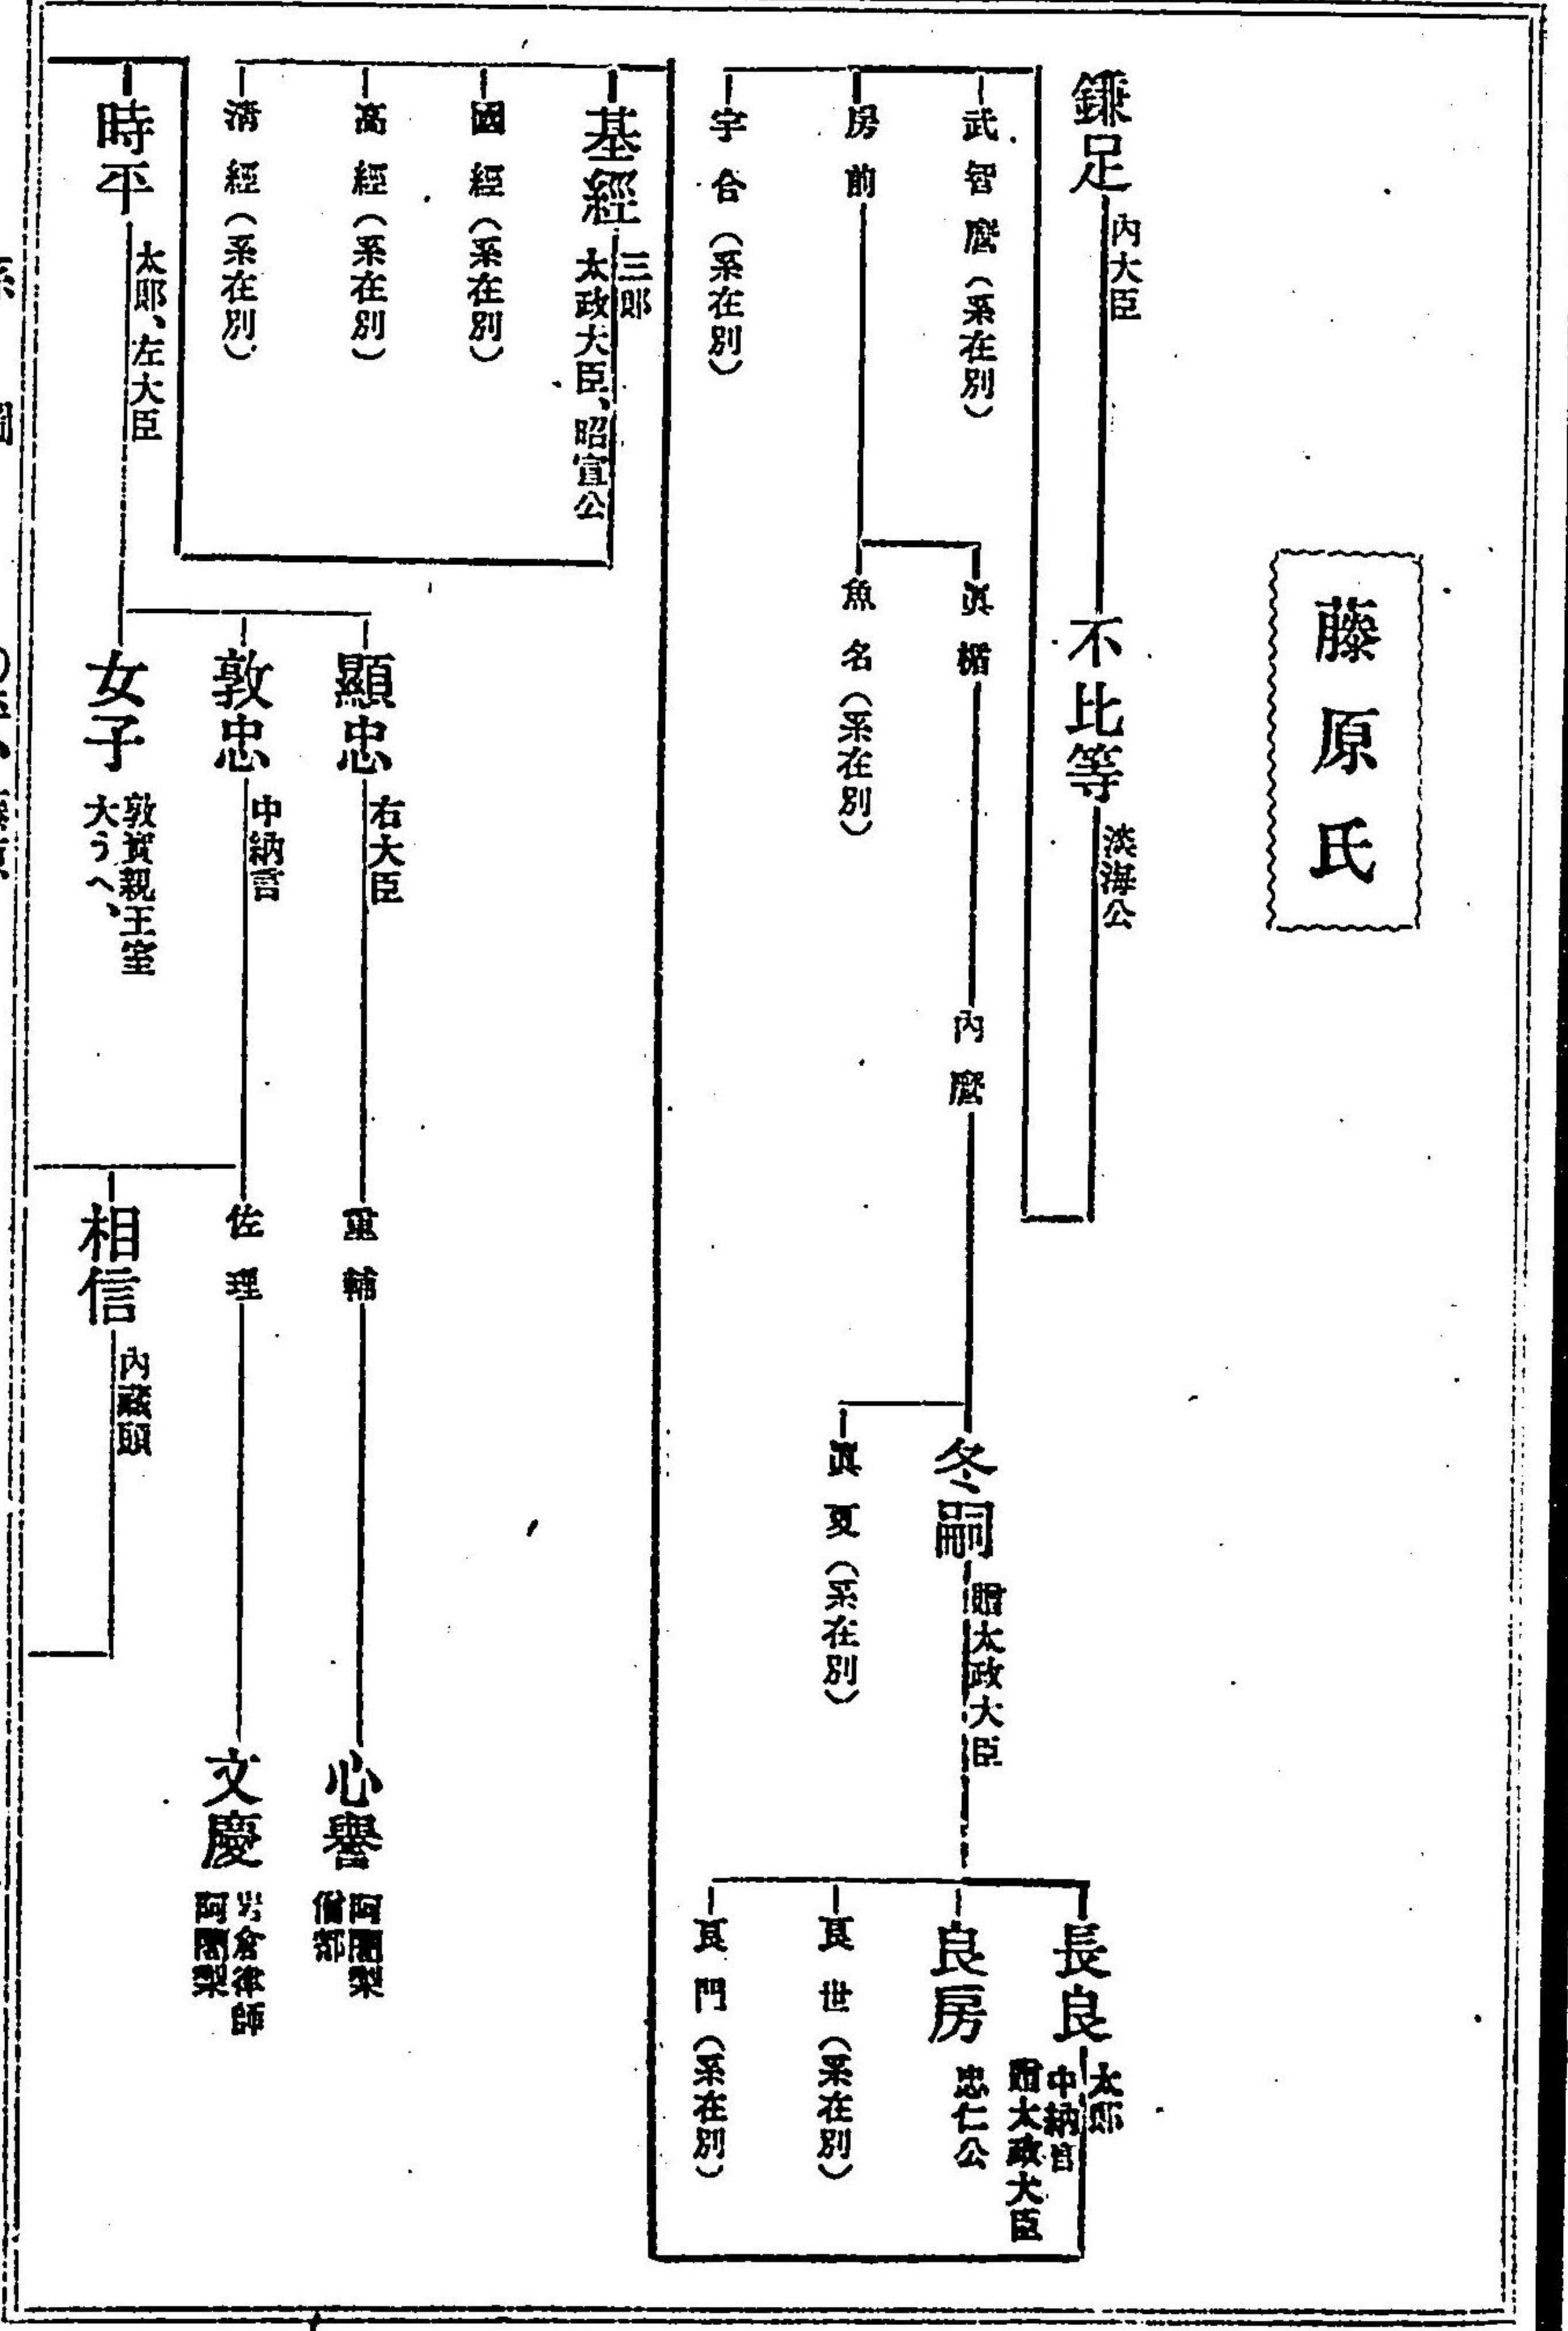 藤原氏
鎌足 內大臣
不比等 淡海公
武智麿(系在別)
房前
宇合(系在別)
眞楯
魚名(系在別)
內麿
冬嗣 贈太政大臣
眞夏(系在別)
長良 太郎 中納言 贈太政大臣
良房 忠仁公
良世(系在別)
良門(系在別)
基經 三郎 太政大臣、昭宣公
國經(系在別)
高經(系在別)
淸經(系在別)
時平 太郎、左大臣
顯忠 右大臣
重輔
心譽 阿闍梨 僧都
敦忠 中納言
佐理
文慶 岩倉律師 阿闍梨
女子 敦實親王室 大うへ、
相信 內藏頭